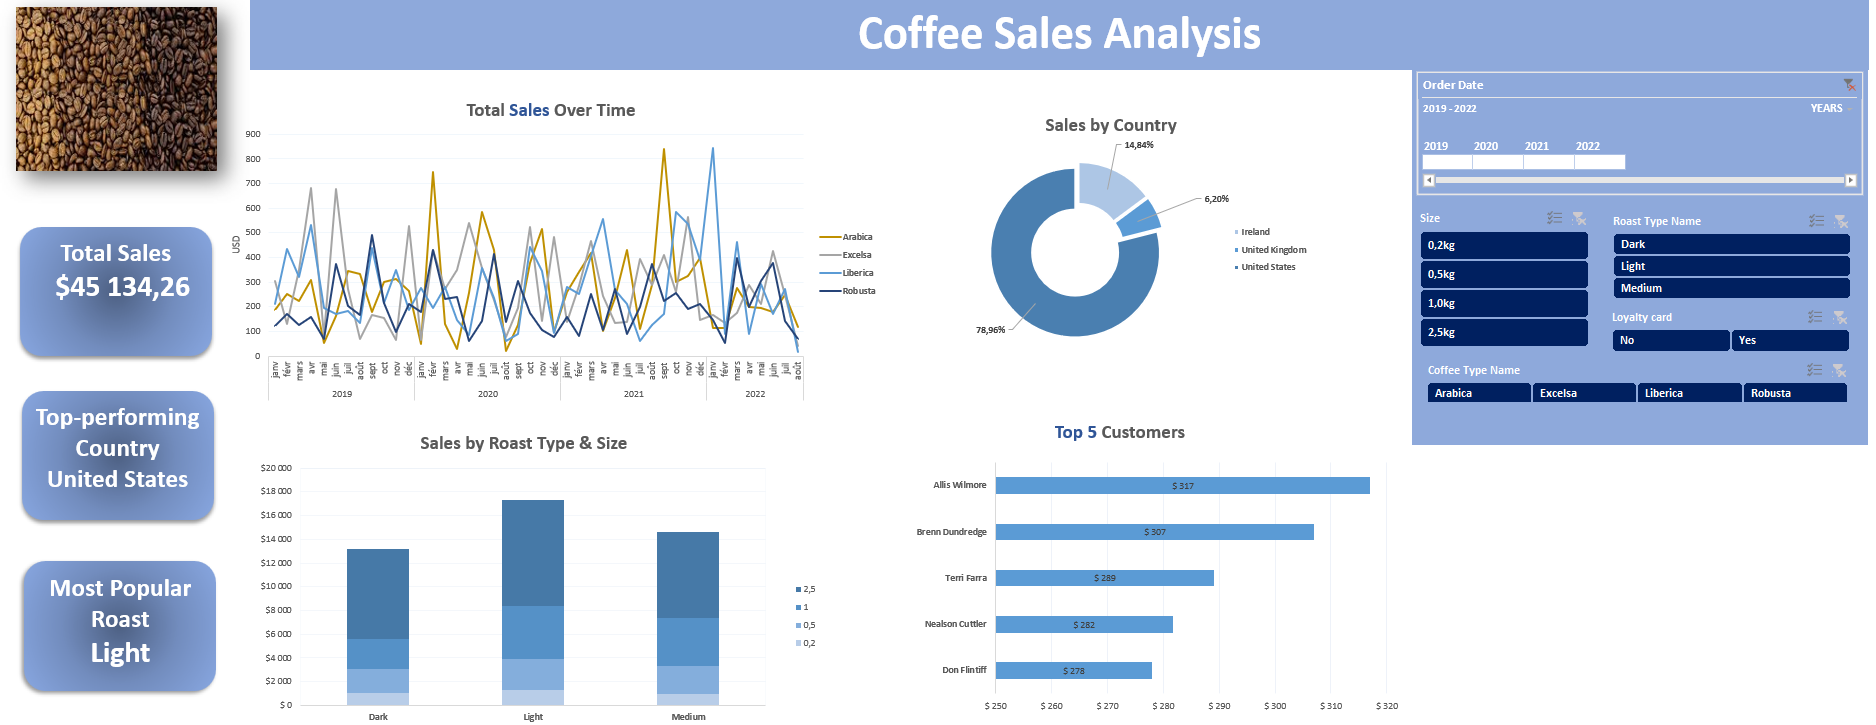 Coffee Sales Analysis
Total Sales
$45 134,26
Top-performing
Country
United States
Most Popular
Roast
Light
Total Sales Over Time
900
800
700
600
500
400
300
200
100
0
USD
janv févr mars avr mai juin juil août sept oct nov déc janv févr mars avr mai juin juil août sept oct nov déc janv févr mars avr mai juin juil août sept oct nov déc janv févr mars avr mai juin juil août
2019 2020 2021 2022
Arabica
Excelsa
Liberica
Robusta
Sales by Country
14,84%
6,20%
78,96%
Ireland
United Kingdom
United States
Order Date
2019 - 2022 YEARS
2019 2020 2021 2022
Size
0,2kg
0,5kg
1,0kg
2,5kg
Roast Type Name
Dark
Light
Medium
Loyalty card
No Yes
Coffee Type Name
Arabica Excelsa Liberica Robusta
Sales by Roast Type & Size
$20 000
$18 000
$16 000
$14 000
$12 000
$10 000
$8 000
$6 000
$4 000
$2 000
$ 0
Dark Light Medium
2,5
1
0,5
0,2
Top 5 Customers
Allis Wilmore $ 317
Brenn Dundredge $ 307
Terri Farra $ 289
Nealson Cuttler $ 282
Don Flintiff $ 278
$ 250 $ 260 $ 270 $ 280 $ 290 $ 300 $ 310 $ 320